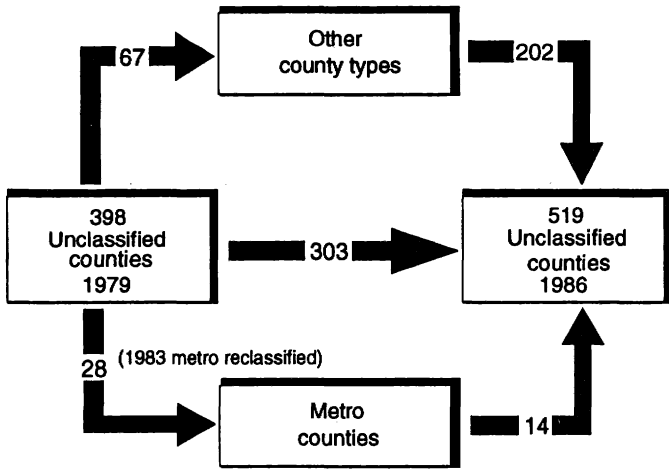 Other
county types
67
202
398
Unclassified
counties
1979
303
519
Unclassified
counties
1986
28
(1983 metro reclassified)
Metro
counties
14